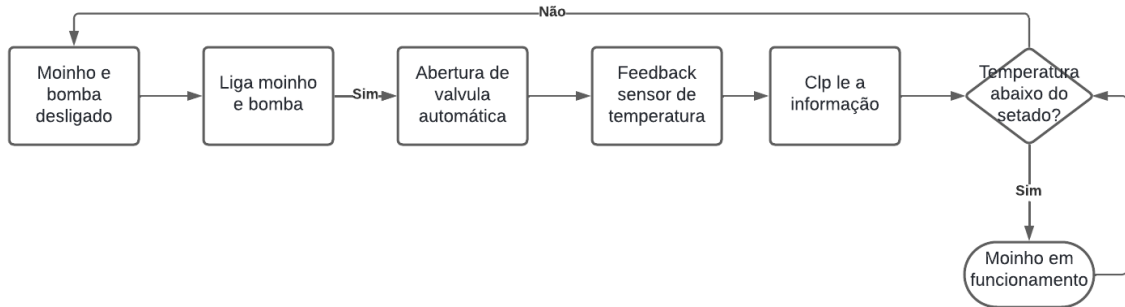 Não
Moinho e
bomba
desligado
Liga moinho
e bomba
Sim
Abertura de
valvula
automática
Feedback
sensor de
temperatura
Clp le a
informação
Temperatura
abaixo do
setado?
Sim
Moinho em
funcionamento